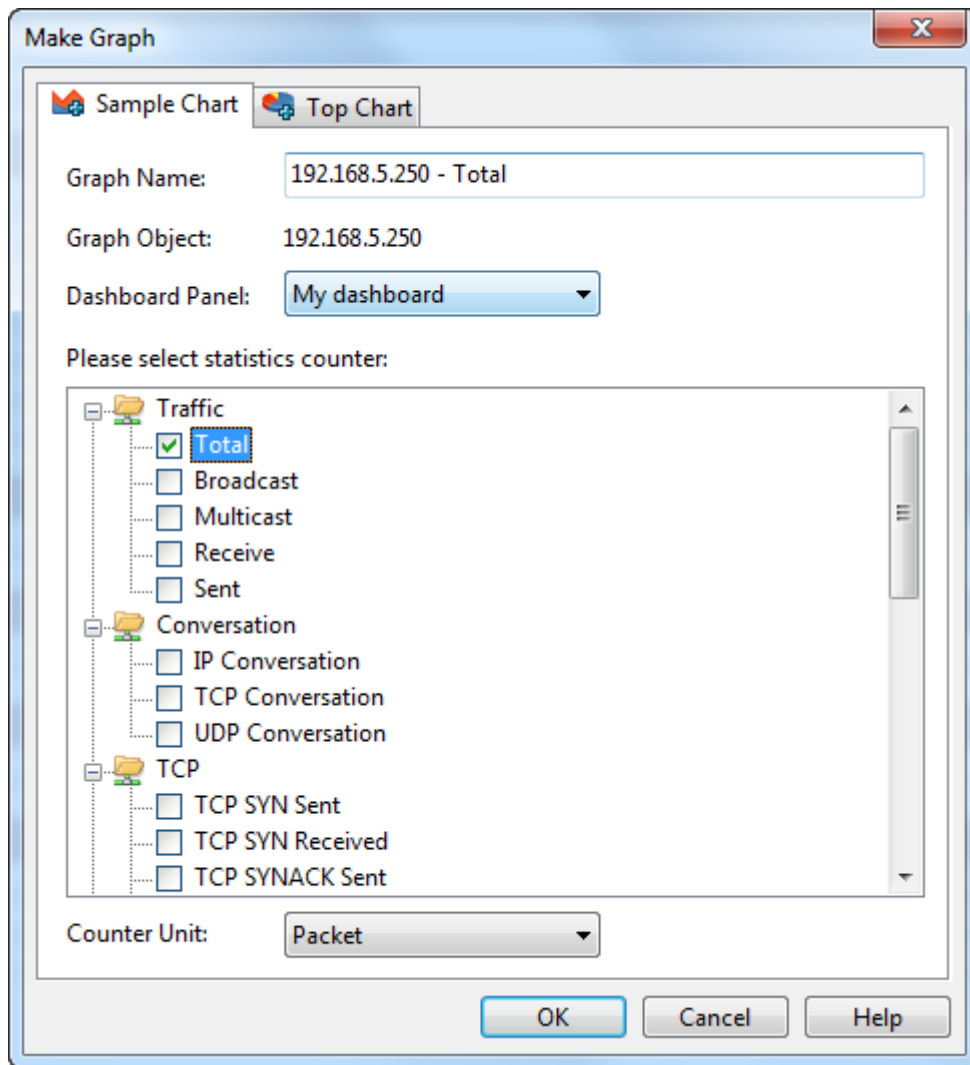 Make Graph
Sample Chart Top Chart
Graph Name: 192.168.5.250 - Total
Graph Object: 192.168.5.250
Dashboard Panel: My dashboard
Please select statistics counter:
Traffic
Total
Broadcast
Multicast
Receive
Sent
Conversation
IP Conversation
TCP Conversation
UDP Conversation
TCP
TCP SYN Sent
TCP SYN Received
TCP SYNACK Sent
Counter Unit: Packet
OK Cancel Help